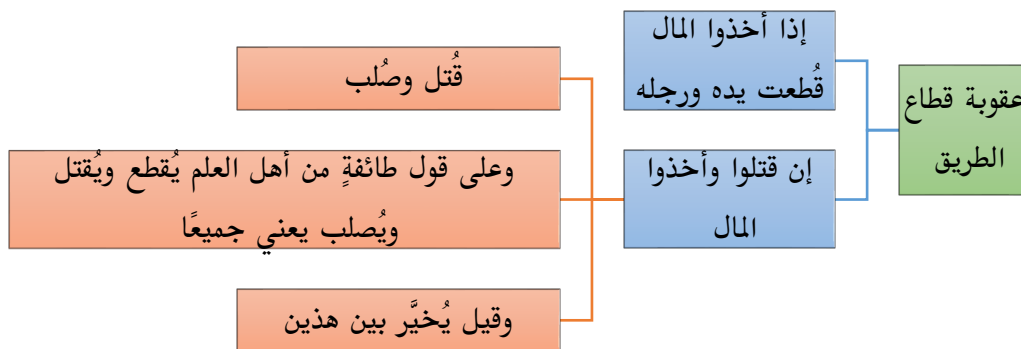 عقوبة قطاع
الطريق
إذا أخذوا المال
قُطعت يده ورجله
إن قتلوا وأخذوا
المال
قُتل وصُلب
وعلى قول طائفةٍ من أهل العلم يُقطع ويُقتل
ويُصلب يعني جميعًا
وقيل يُخيَّر بين هذين